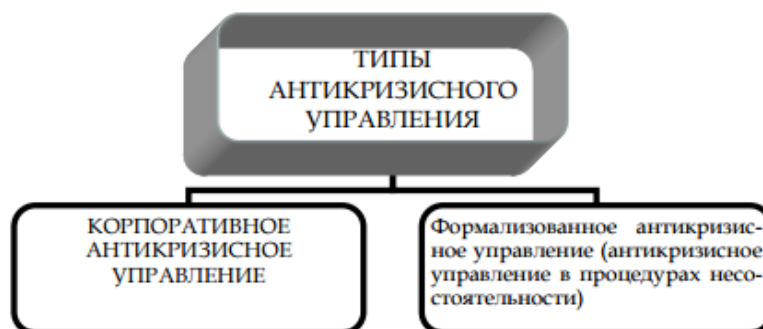 ТИПЫ
АНТИКРИЗИСНОГО
УПРАВЛЕНИЯ
КОРПОРАТИВНОЕ
АНТИКРИЗИСНОЕ
УПРАВЛЕНИЕ
Формализованное антикризис-
ное управление (антикризисное
управление в процедурах несо-
стоятельности)